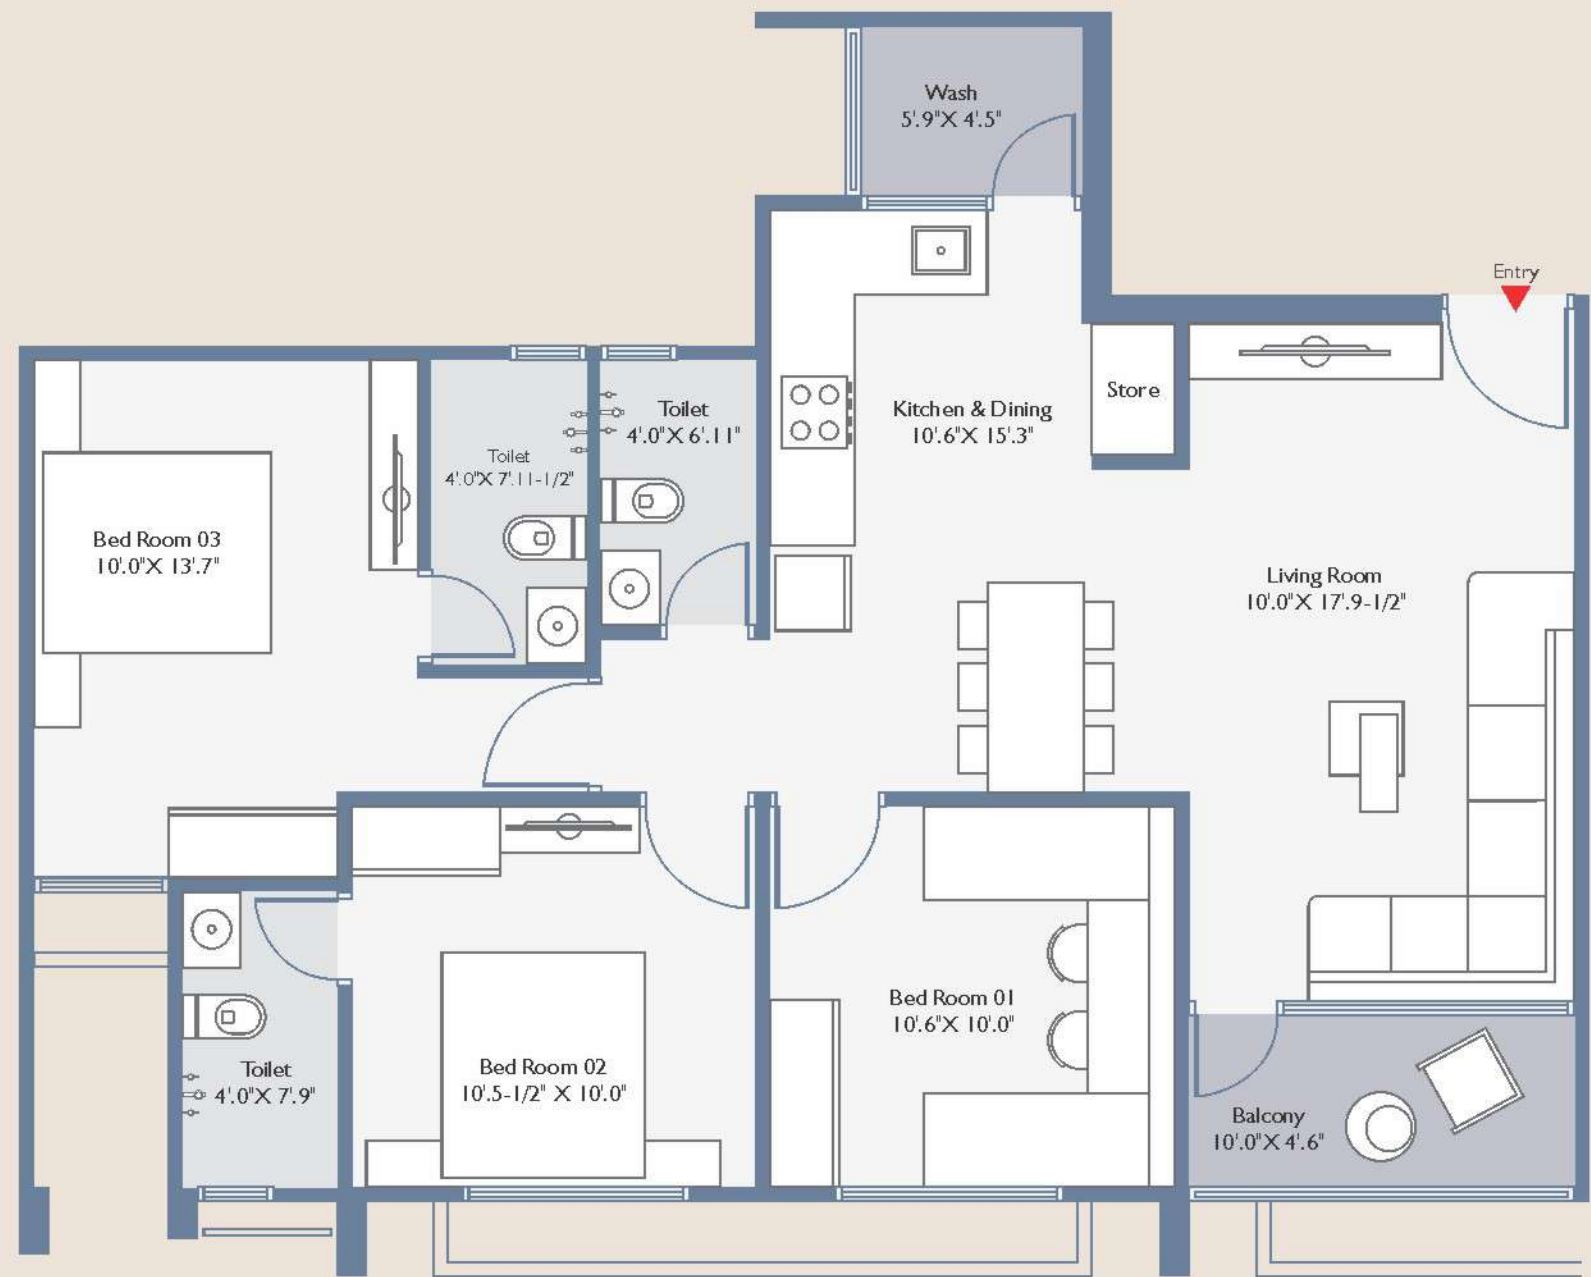 Wash
5'.9"X 4'.5"
Entry
Store
Kitchen & Dining
10'.6"X 15'.3"
Toilet
4'.0"X 6'.11"
Toilet
4'.0"X 7'.11-1/2"
Bed Room 03
10'.0"X 13'.7"
Living Room
10'.0"X 17'.9-1/2"
Bed Room 01
10'.6"X 10'.0"
Bed Room 02
10'.5-1/2" X 10'.0"
Toilet
4'.0"X 7'.9"
Balcony
10'.0"X 4'.6"